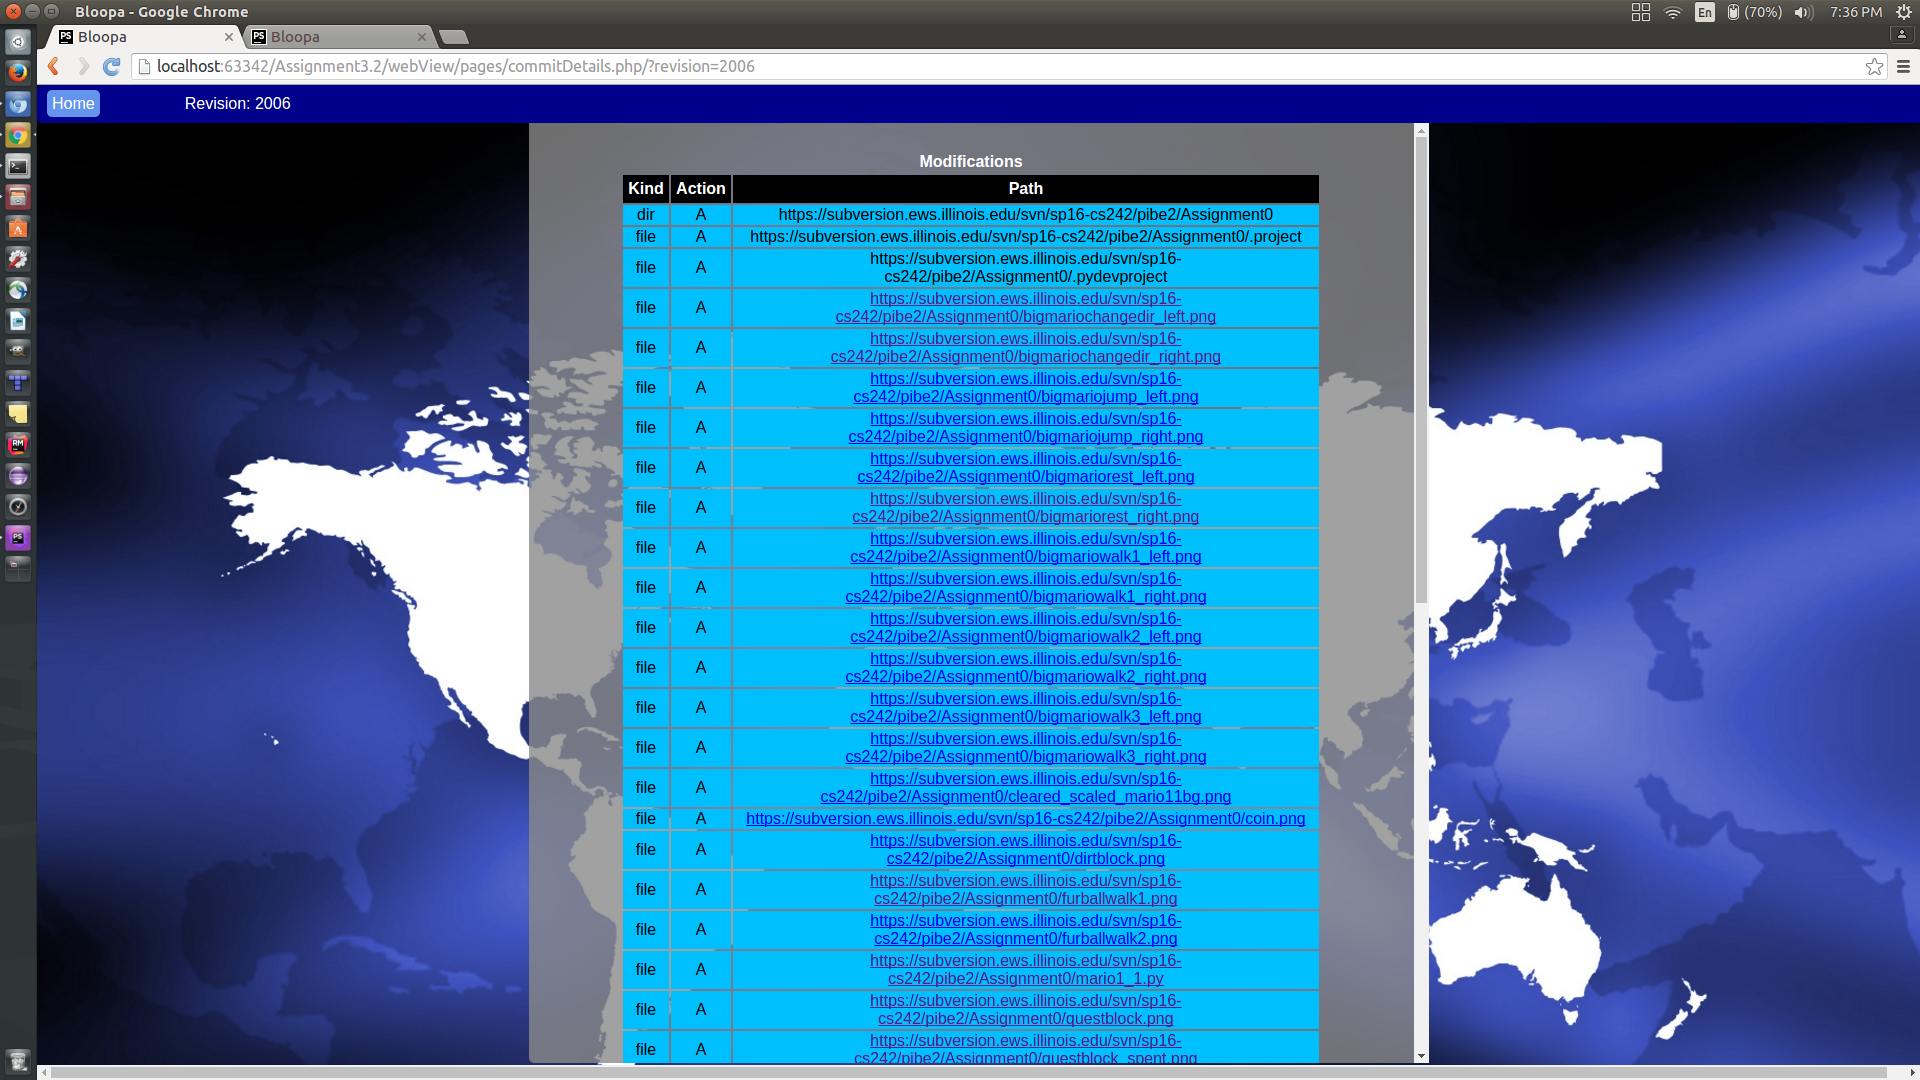 Bloopa - Google Chrome
En
(70%)
7:36 PM
PS Bloopa
PS Bloopa
localhost:63342/Assignment3.2/webView/pages/commitDetails.php/?revision=2006
Home
Revision: 2006
Modifications
Kind Action Path
dir A https://subversion.ews.illinois.edu/svn/sp16-cs242/pibe2/Assignment0
file A https://subversion.ews.illinois.edu/svn/sp16-cs242/pibe2/Assignment0/.project
https://subversion.ews.illinois.edu/svn/sp16-
file A cs242/pibe2/Assignment0/.pydevproject
https://subversion.ews.illinois.edu/svn/sp16-
file A cs242/pibe2/Assignment0/bigmariochangedir_left.png
https://subversion.ews.illinois.edu/svn/sp16-
file A cs242/pibe2/Assignment0/bigmariochangedir_right.png
https://subversion.ews.illinois.edu/svn/sp16-
file A cs242/pibe2/Assignment0/bigmariojump_left.png
https://subversion.ews.illinois.edu/svn/sp16-
file A cs242/pibe2/Assignment0/bigmariojump_right.png
https://subversion.ews.illinois.edu/svn/sp16-
file A cs242/pibe2/Assignment0/bigmariorest_left.png
https://subversion.ews.illinois.edu/svn/sp16-
file A cs242/pibe2/Assignment0/bigmariorest_right.png
https://subversion.ews.illinois.edu/svn/sp16-
file A cs242/pibe2/Assignment0/bigmariowalk1_left.png
https://subversion.ews.illinois.edu/svn/sp16-
file A cs242/pibe2/Assignment0/bigmariowalk1_right.png
https://subversion.ews.illinois.edu/svn/sp16-
file A cs242/pibe2/Assignment0/bigmariowalk2_left.png
https://subversion.ews.illinois.edu/svn/sp16-
file A cs242/pibe2/Assignment0/bigmariowalk2_right.png
https://subversion.ews.illinois.edu/svn/sp16-
file A cs242/pibe2/Assignment0/bigmariowalk3_left.png
https://subversion.ews.illinois.edu/svn/sp16-
file A cs242/pibe2/Assignment0/bigmariowalk3_right.png
https://subversion.ews.illinois.edu/svn/sp16-
file A cs242/pibe2/Assignment0/cleared_scaled_mario11bg.png
file A https://subversion.ews.illinois.edu/svn/sp16-cs242/pibe2/Assignment0/coin.png
https://subversion.ews.illinois.edu/svn/sp16-
file A cs242/pibe2/Assignment0/dirtblock.png
https://subversion.ews.illinois.edu/svn/sp16-
file A cs242/pibe2/Assignment0/furballwalk1.png
https://subversion.ews.illinois.edu/svn/sp16-
file A cs242/pibe2/Assignment0/furballwalk2.png
https://subversion.ews.illinois.edu/svn/sp16-
file A cs242/pibe2/Assignment0/mario1_1.py
https://subversion.ews.illinois.edu/svn/sp16-
file A cs242/pibe2/Assignment0/questblock.png
https://subversion.ews.illinois.edu/svn/sp16-
file A cs242/pibe2/Assignment0/questblock_spent.png
RM
PS